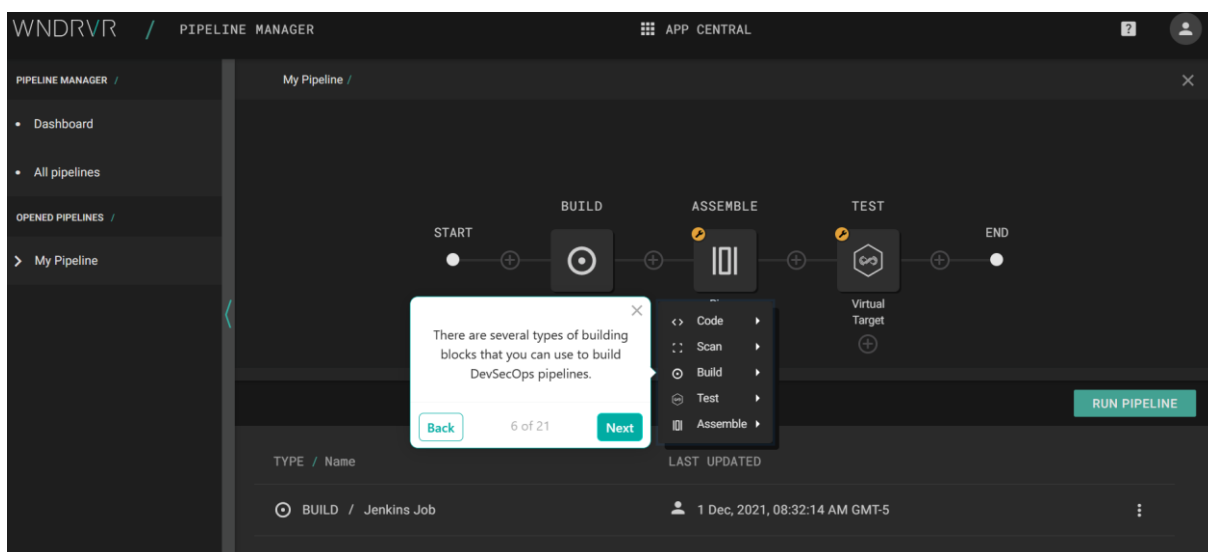 WNDRVR / PIPELINE MANAGER
APP CENTRAL
?
PIPELINE MANAGER /
My Pipeline /
• Dashboard
• All pipelines
OPENED PIPELINES /
My Pipeline
START
BUILD
ASSEMBLE
TEST
END
Virtual
Target
There are several types of building
blocks that you can use to build
DevSecOps pipelines.
Back
6 of 21
Next
Code
Scan
Build
Test
Assemble
RUN PIPELINE
TYPE / Name
LAST UPDATED
BUILD / Jenkins Job
1 Dec, 2021, 08:32:14 AM GMT-5